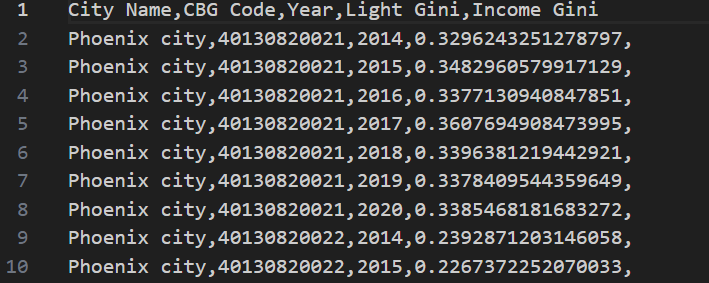 1 City Name,CBG Code,Year,Light Gini,Income Gini
2 Phoenix city,40130820021,2014,0.3296243251278797,
3 Phoenix city,40130820021,2015,0.3482960579917129,
4 Phoenix city,40130820021,2016,0.3377130940847851,
5 Phoenix city,40130820021,2017,0.3607694908473995,
6 Phoenix city,40130820021,2018,0.3396381219442921,
7 Phoenix city,40130820021,2019,0.3378409544359649,
8 Phoenix city,40130820021,2020,0.3385468181683272,
9 Phoenix city,40130820022,2014,0.2392871203146058,
10 Phoenix city,40130820022,2015,0.2267372252070033,